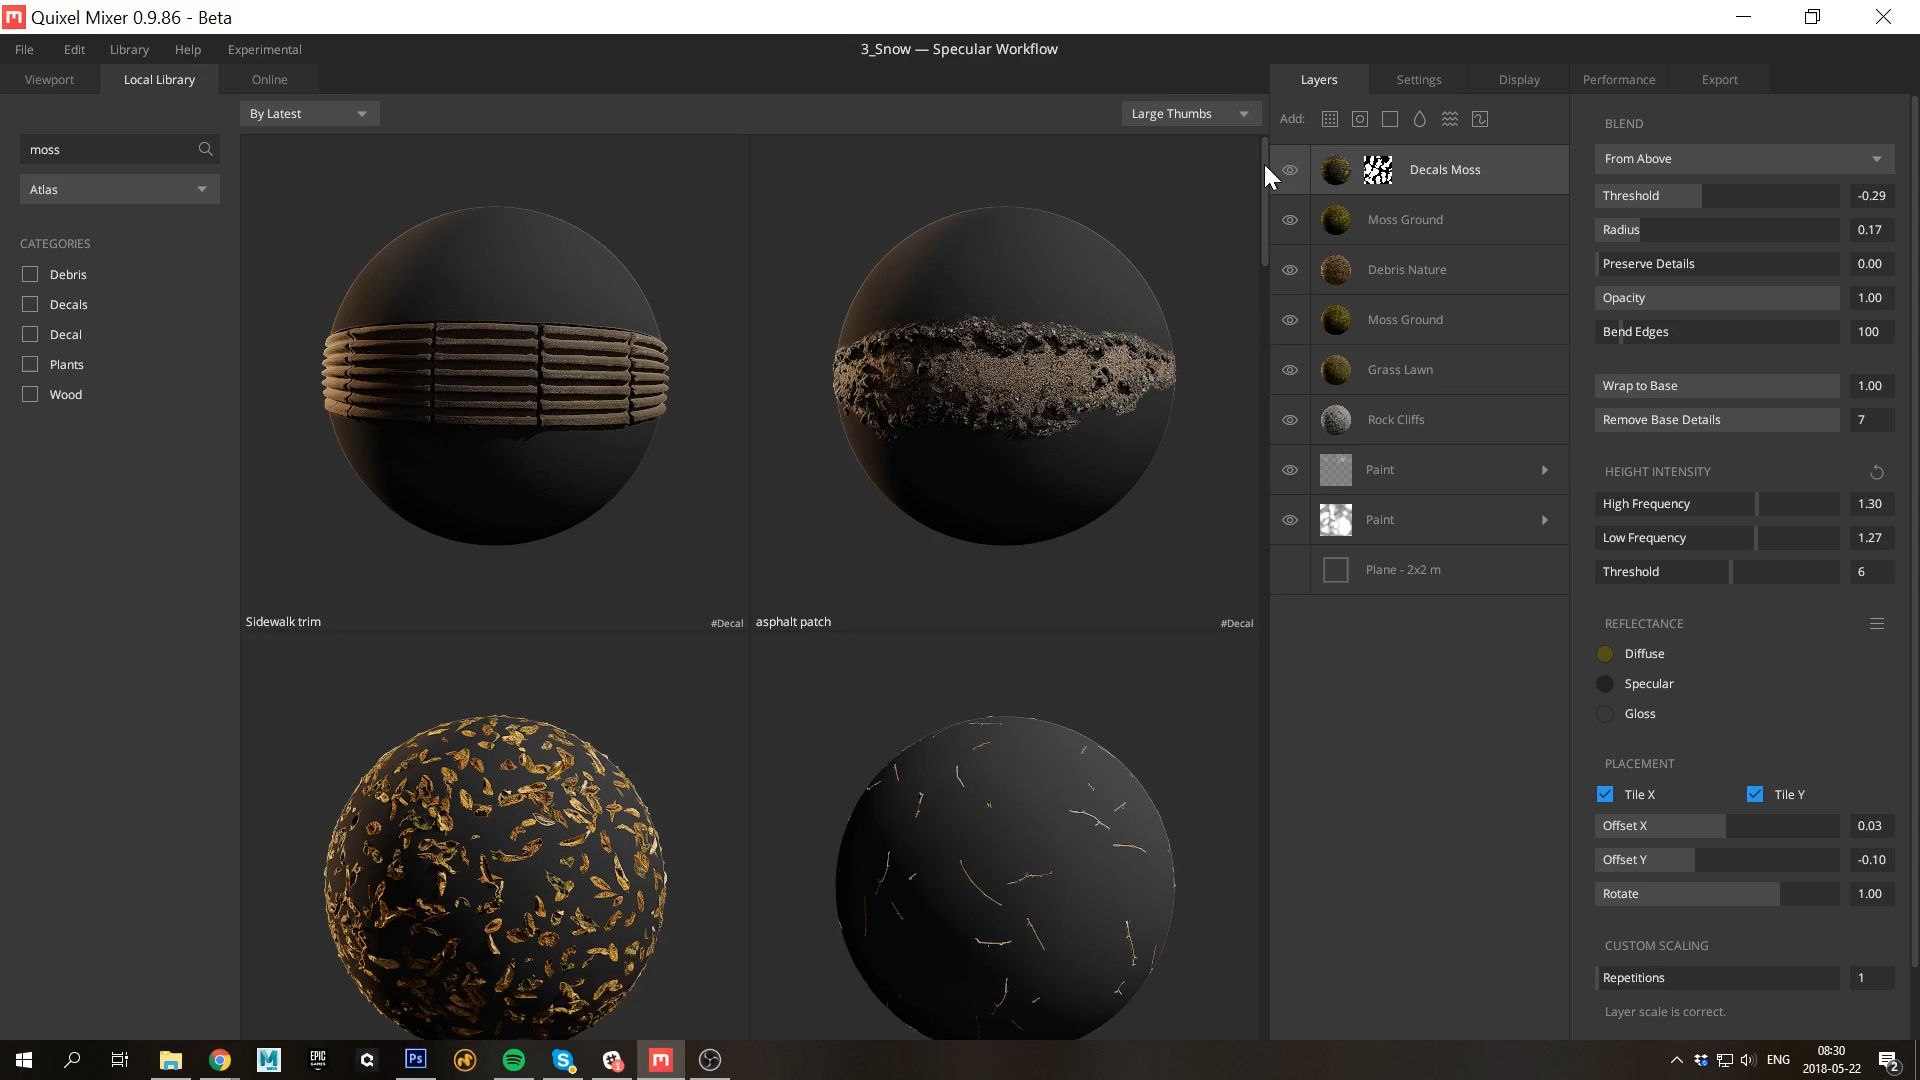 Quixel Mixer 0.9.86 - Beta
File Edit Library Help Experimental
3_Snow — Specular Workflow
Viewport Local Library Online
Layers Settings Display Performance Export
By Latest
Large Thumbs
Add:
moss
Atlas
CATEGORIES
Debris
Decals
Decal
Plants
Wood
Sidewalk trim
#Decal
asphalt patch
#Decal
Decals Moss
Moss Ground
Debris Nature
Moss Ground
Grass Lawn
Rock Cliffs
Paint
Paint
Plane - 2x2 m
BLEND
From Above
Threshold -0.29
Radius 0.17
Preserve Details 0.00
Opacity 1.00
Bend Edges 100
Wrap to Base 1.00
Remove Base Details 7
HEIGHT INTENSITY
High Frequency 1.30
Low Frequency 1.27
Threshold 6
REFLECTANCE
Diffuse
Specular
Gloss
PLACEMENT
Tile X Tile Y
Offset X 0.03
Offset Y -0.10
Rotate 1.00
CUSTOM SCALING
Repetitions 1
Layer scale is correct.
EPIC
GAMES
Ps
ENG
08:30
2018-05-22
2